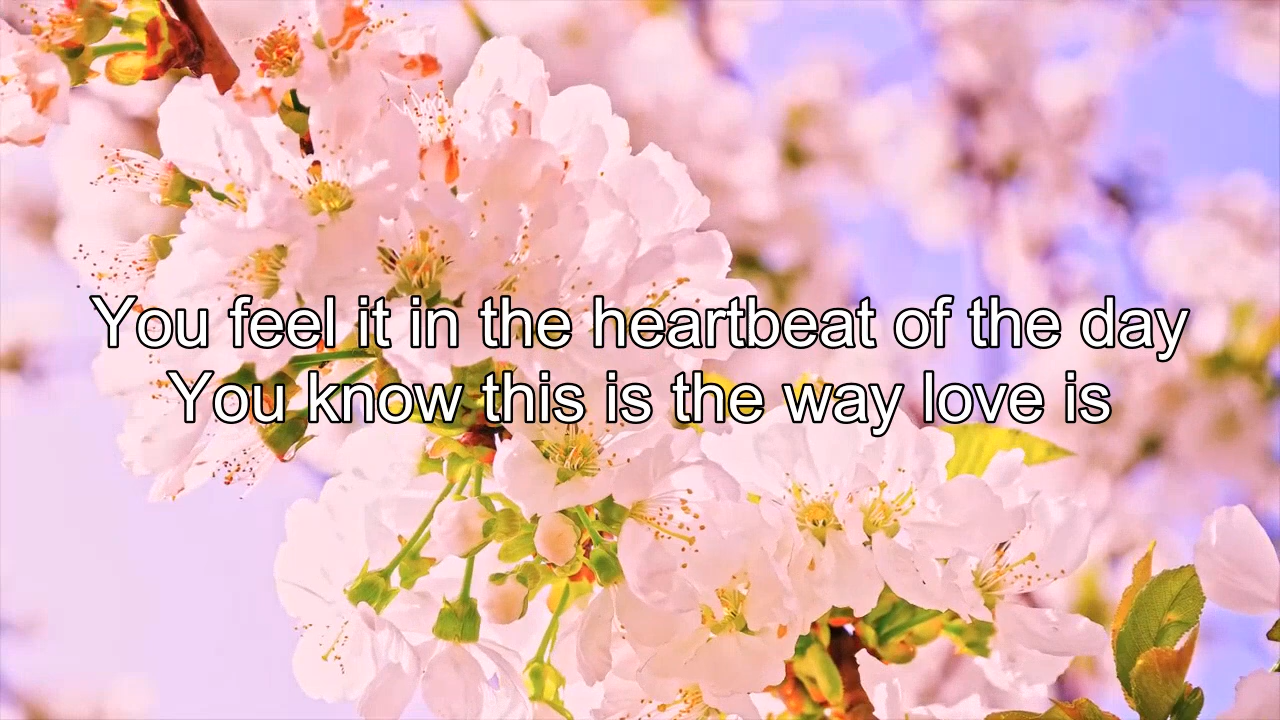 You feel it in the heartbeat of the day
You know this is the way love is